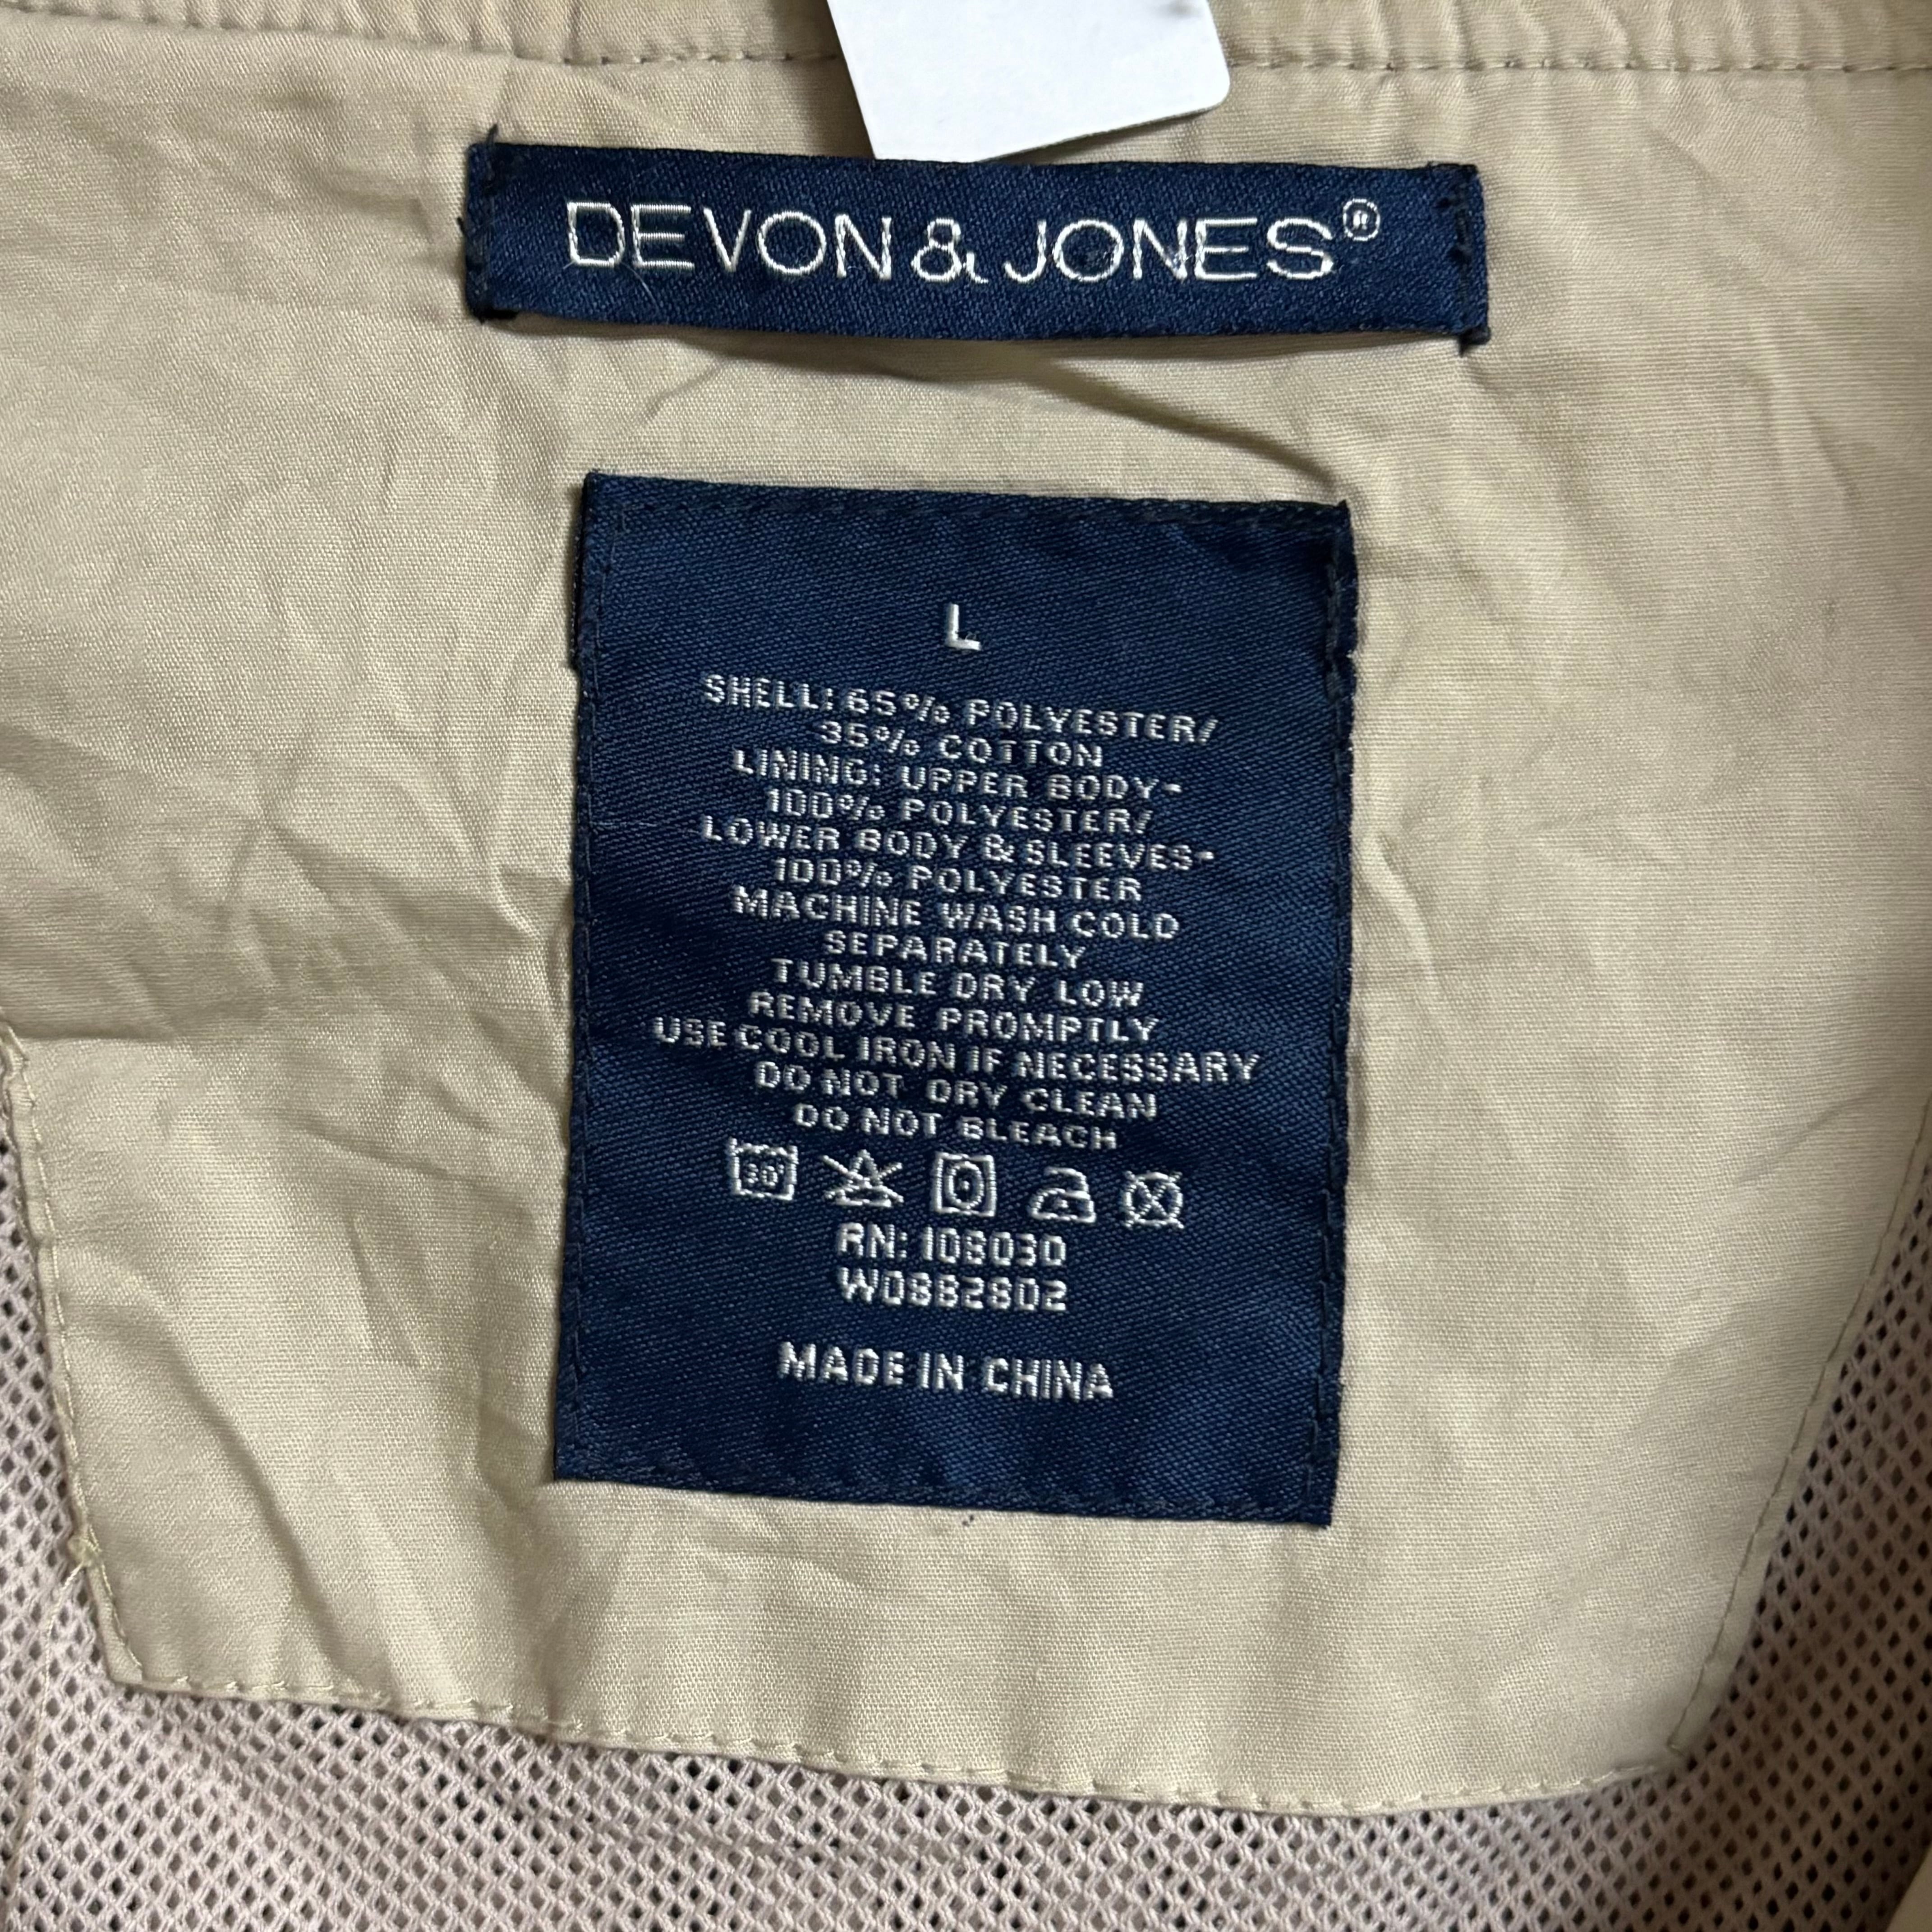 DEVON & JONES®
L
SHELL: 65% POLYESTER/
35% COTTON
LINING: UPPER BODY-
100% POLYESTER/
LOWER BODY & SLEEVES-
100% POLYESTER
MACHINE WASH COLD
SEPARATELY
TUMBLE DRY LOW
REMOVE PROMPTLY
USE COOL IRON IF NECESSARY
DO NOT DRY CLEAN
DO NOT BLEACH
30°
RN: 108030
MADE IN CHINA